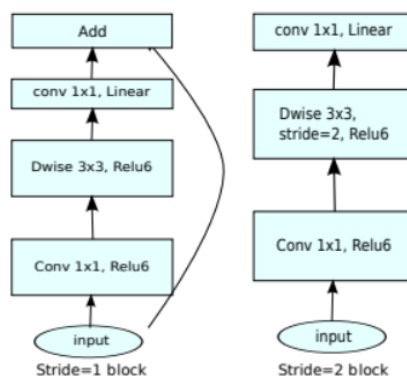 Add
conv 1x1, Linear
Dwise 3x3, Relu6
Conv 1x1, Relu6
input
Stride=1 block
conv 1x1, Linear
Dwise 3x3,
stride=2, Relu6
Conv 1x1, Relu6
input
Stride=2 block